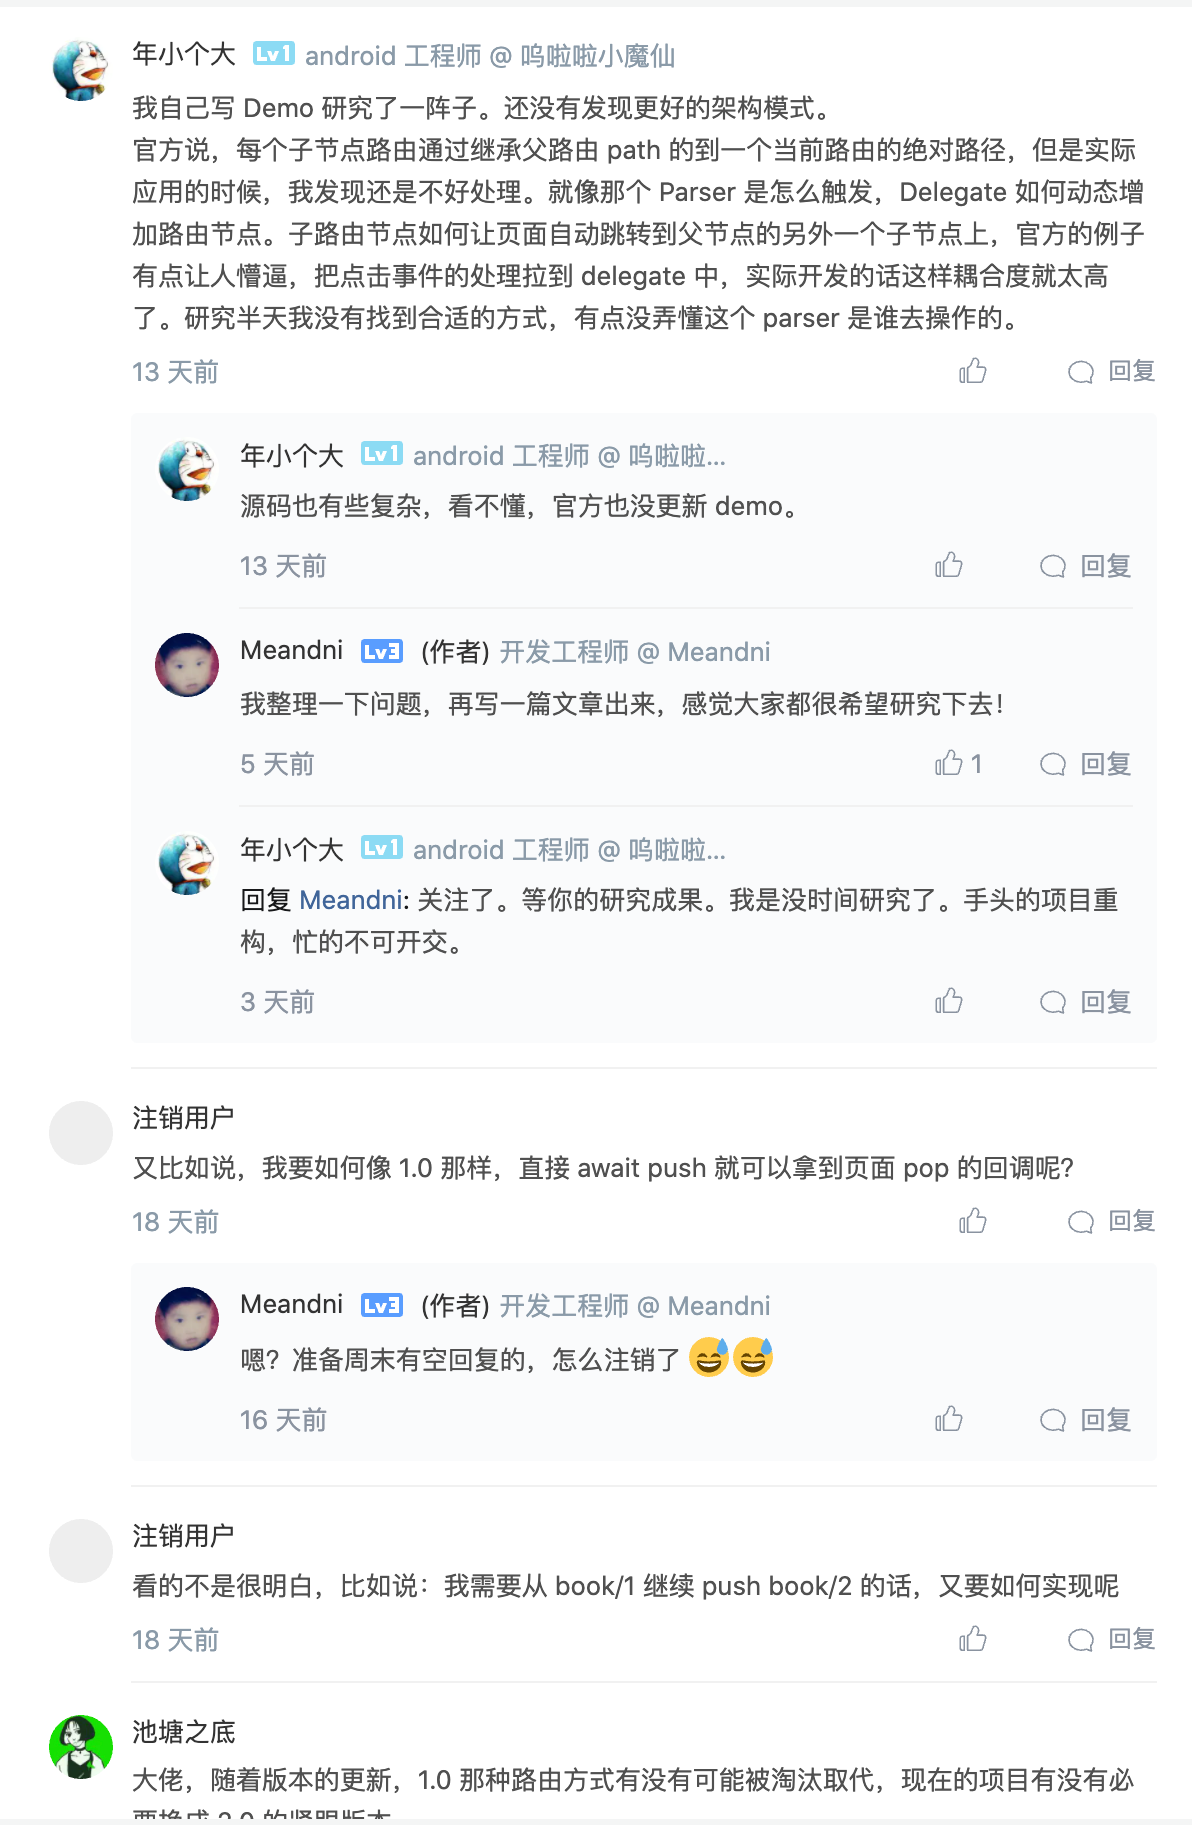 年小个大 Lv1 android 工程师 @ 呜啦啦小魔仙
我自己写 Demo 研究了一阵子。还没有发现更好的架构模式。
官方说，每个子节点路由通过继承父路由 path 的到一个当前路由的绝对路径，但是实际
应用的时候，我发现还是不好处理。就像那个 Parser 是怎么触发，Delegate 如何动态增
加路由节点。子路由节点如何让页面自动跳转到父节点的另外一个子节点上，官方的例子
有点让人懵逼，把点击事件的处理拉到 delegate 中，实际开发的话这样耦合度就太高
了。研究半天我没有找到合适的方式，有点没弄懂这个 parser 是谁去操作的。
13 天前 回复
年小个大 Lv1 android 工程师 @ 呜啦啦...
源码也有些复杂，看不懂，官方也没更新 demo。
13 天前 回复
Meandni Lv3 (作者) 开发工程师 @ Meandni
我整理一下问题，再写一篇文章出来，感觉大家都很希望研究下去！
5 天前 1 回复
年小个大 Lv1 android 工程师 @ 呜啦啦...
回复 Meandni: 关注了。等你的研究成果。我是没时间研究了。手头的项目重
构，忙的不可开交。
3 天前 回复
注销用户
又比如说，我要如何像 1.0 那样，直接 await push 就可以拿到页面 pop 的回调呢?
18 天前 回复
Meandni Lv3 (作者) 开发工程师 @ Meandni
嗯？准备周末有空回复的，怎么注销了 😅😅
16 天前 回复
注销用户
看的不是很明白，比如说：我需要从 book/1 继续 push book/2 的话，又要如何实现呢
18 天前 回复
池塘之底
大佬，随着版本的更新，1.0 那种路由方式有没有可能被淘汰取代，现在的项目有没有必